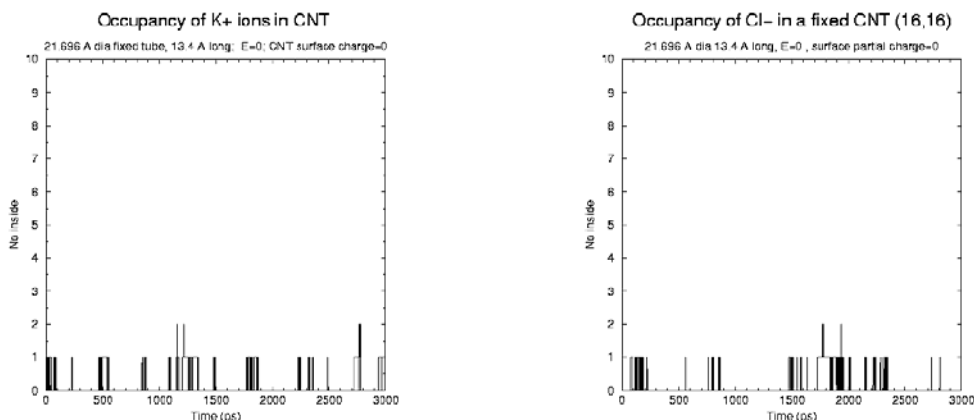 Occupancy of K+ ions in CNT
21.696 A dia fixed tube, 13.4 A long; E=0; CNT surface charge=0
10
9
8
7
6
5
4
3
2
1
0
No inside
0 500 1000 1500 2000 2500 3000
Time (ps)
Occupancy of Cl− in a fixed CNT (16,16)
21.696 A dia 13.4 A long, E=0 , surface partial charge=0
10
9
8
7
6
5
4
3
2
1
0
No inside
0 500 1000 1500 2000 2500 3000
Time (ps)